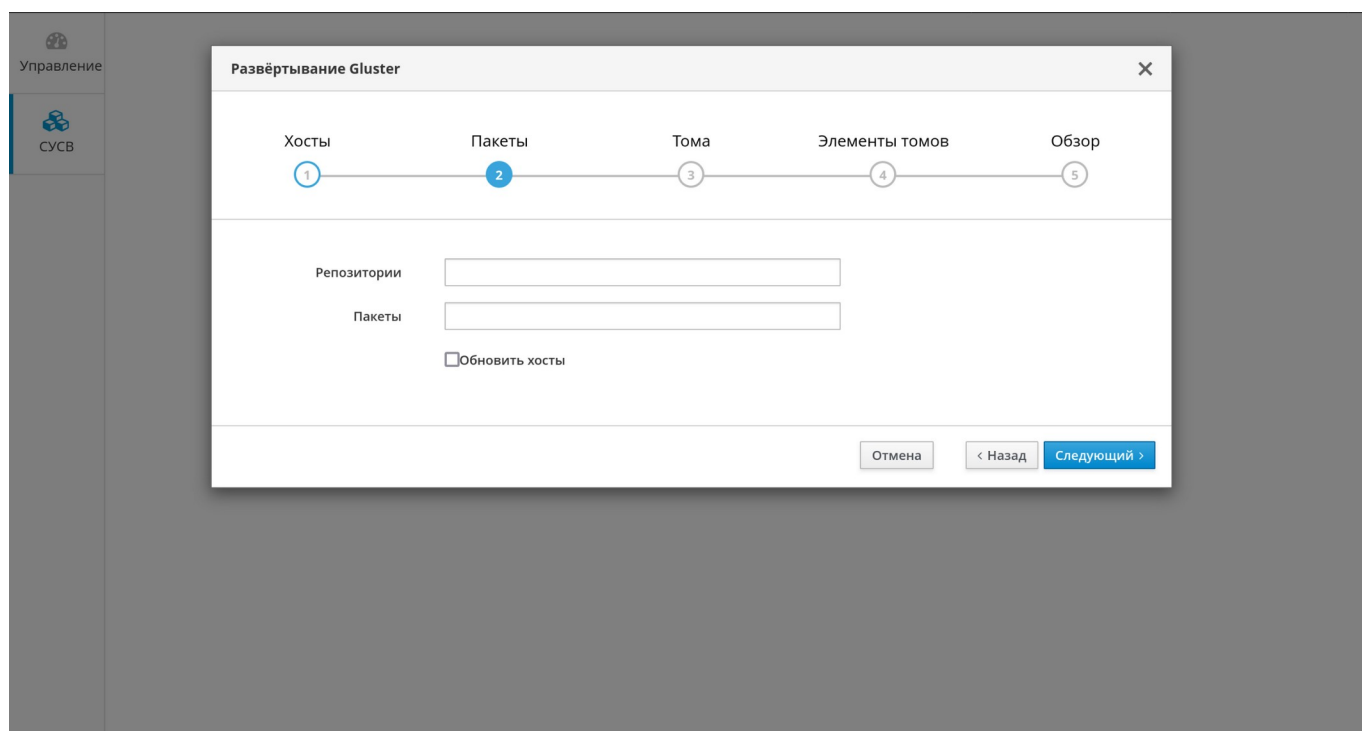 Управление
СУСВ
Развёртывание Gluster
Хосты Пакеты Тома Элементы томов Обзор
1 2 3 4 5
Репозитории
Пакеты
Обновить хосты
Отмена < Назад Следующий >